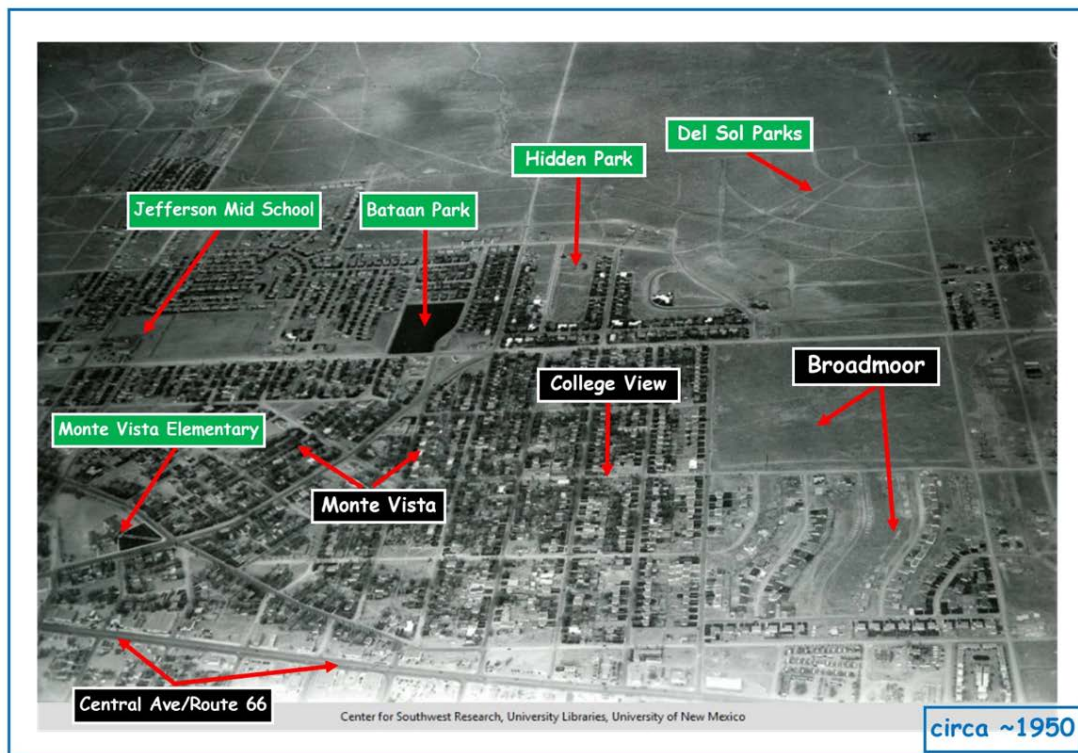 Del Sol Parks
Hidden Park
Jefferson Mid School
Bataan Park
Broadmoor
College View
Monte Vista Elementary
Monte Vista
Central Ave/Route 66
Center for Southwest Research, University Libraries, University of New Mexico
circa ~1950